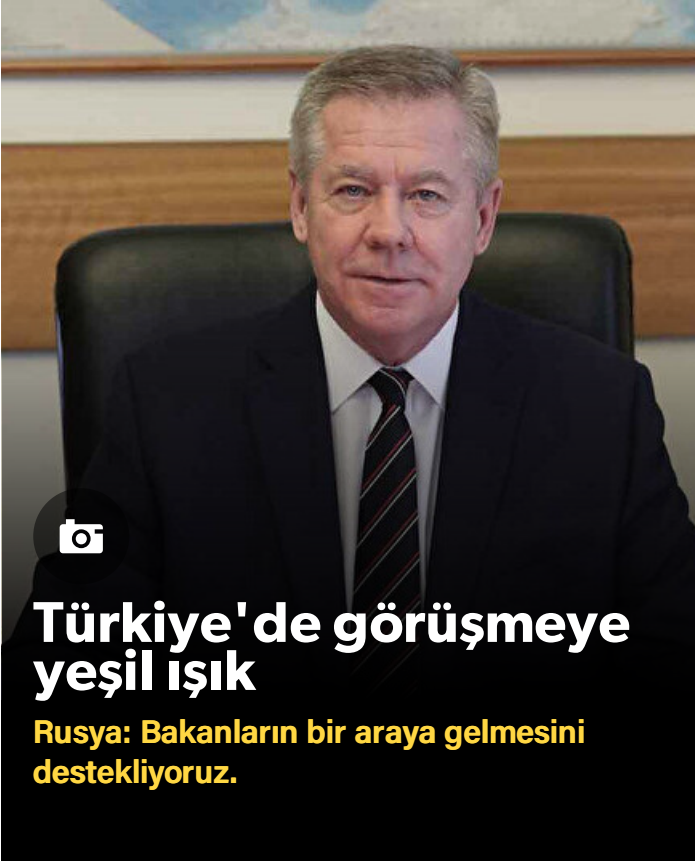 Türkiye'de görüşmeye
yeşil ışık
Rusya: Bakanların bir araya gelmesini
destekliyoruz.